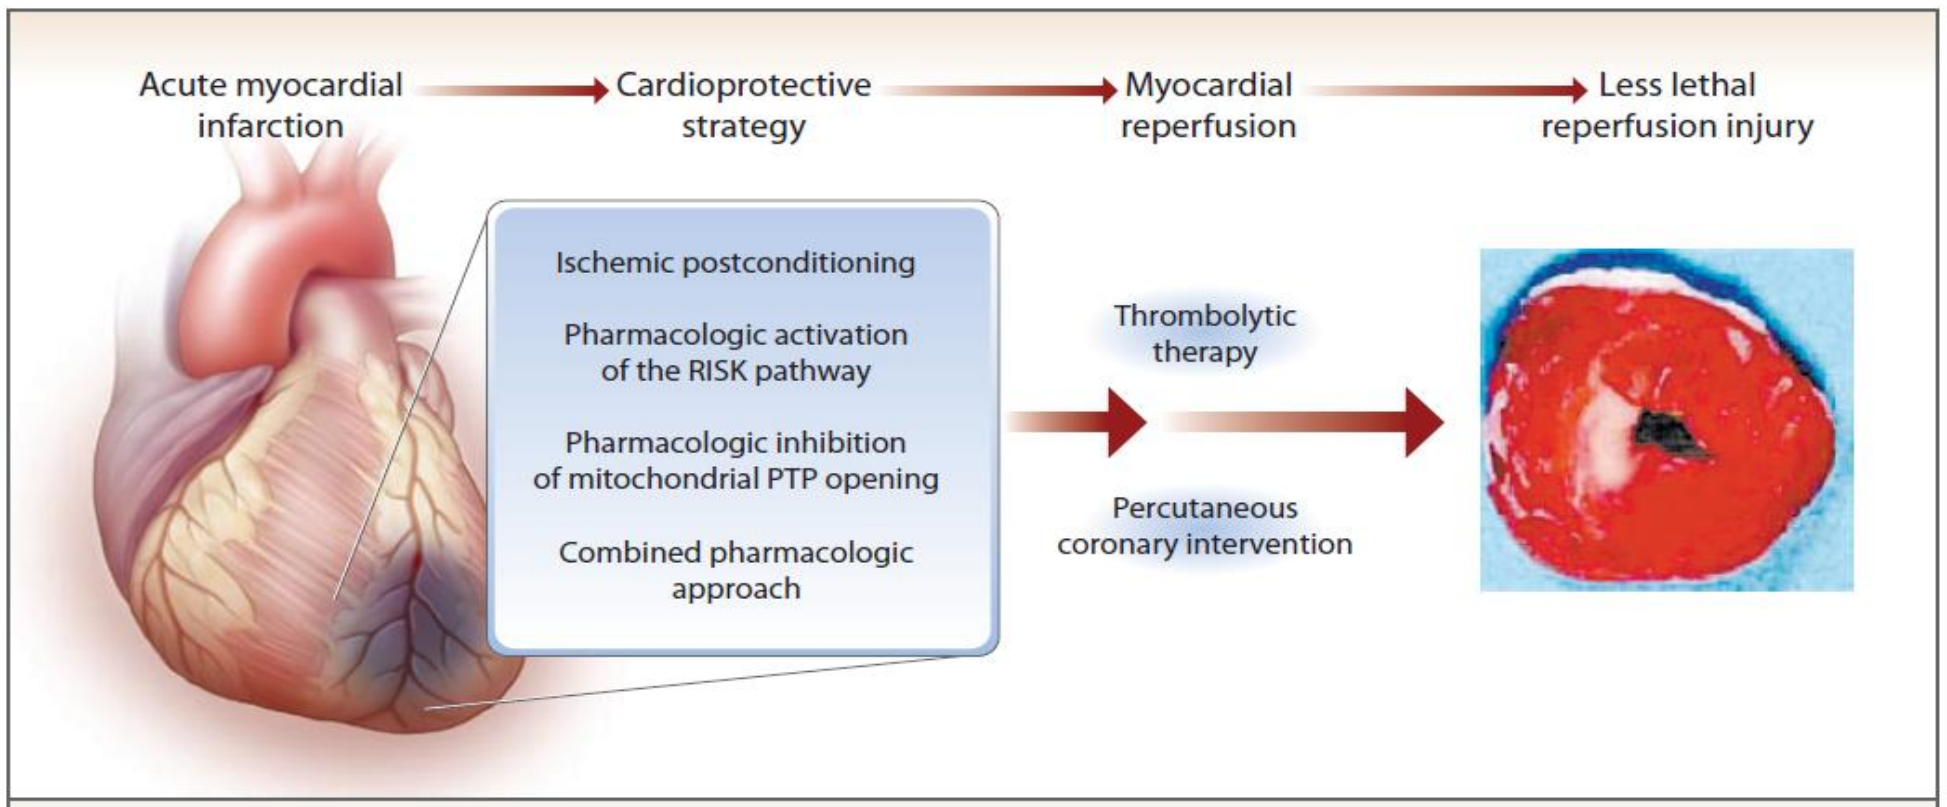 Acute myocardial
infarction
Cardioprotective
strategy
Myocardial
reperfusion
Less lethal
reperfusion injury
Ischemic postconditioning
Pharmacologic activation
of the RISK pathway
Pharmacologic inhibition
of mitochondrial PTP opening
Combined pharmacologic
approach
Thrombolytic
therapy
Percutaneous
coronary intervention